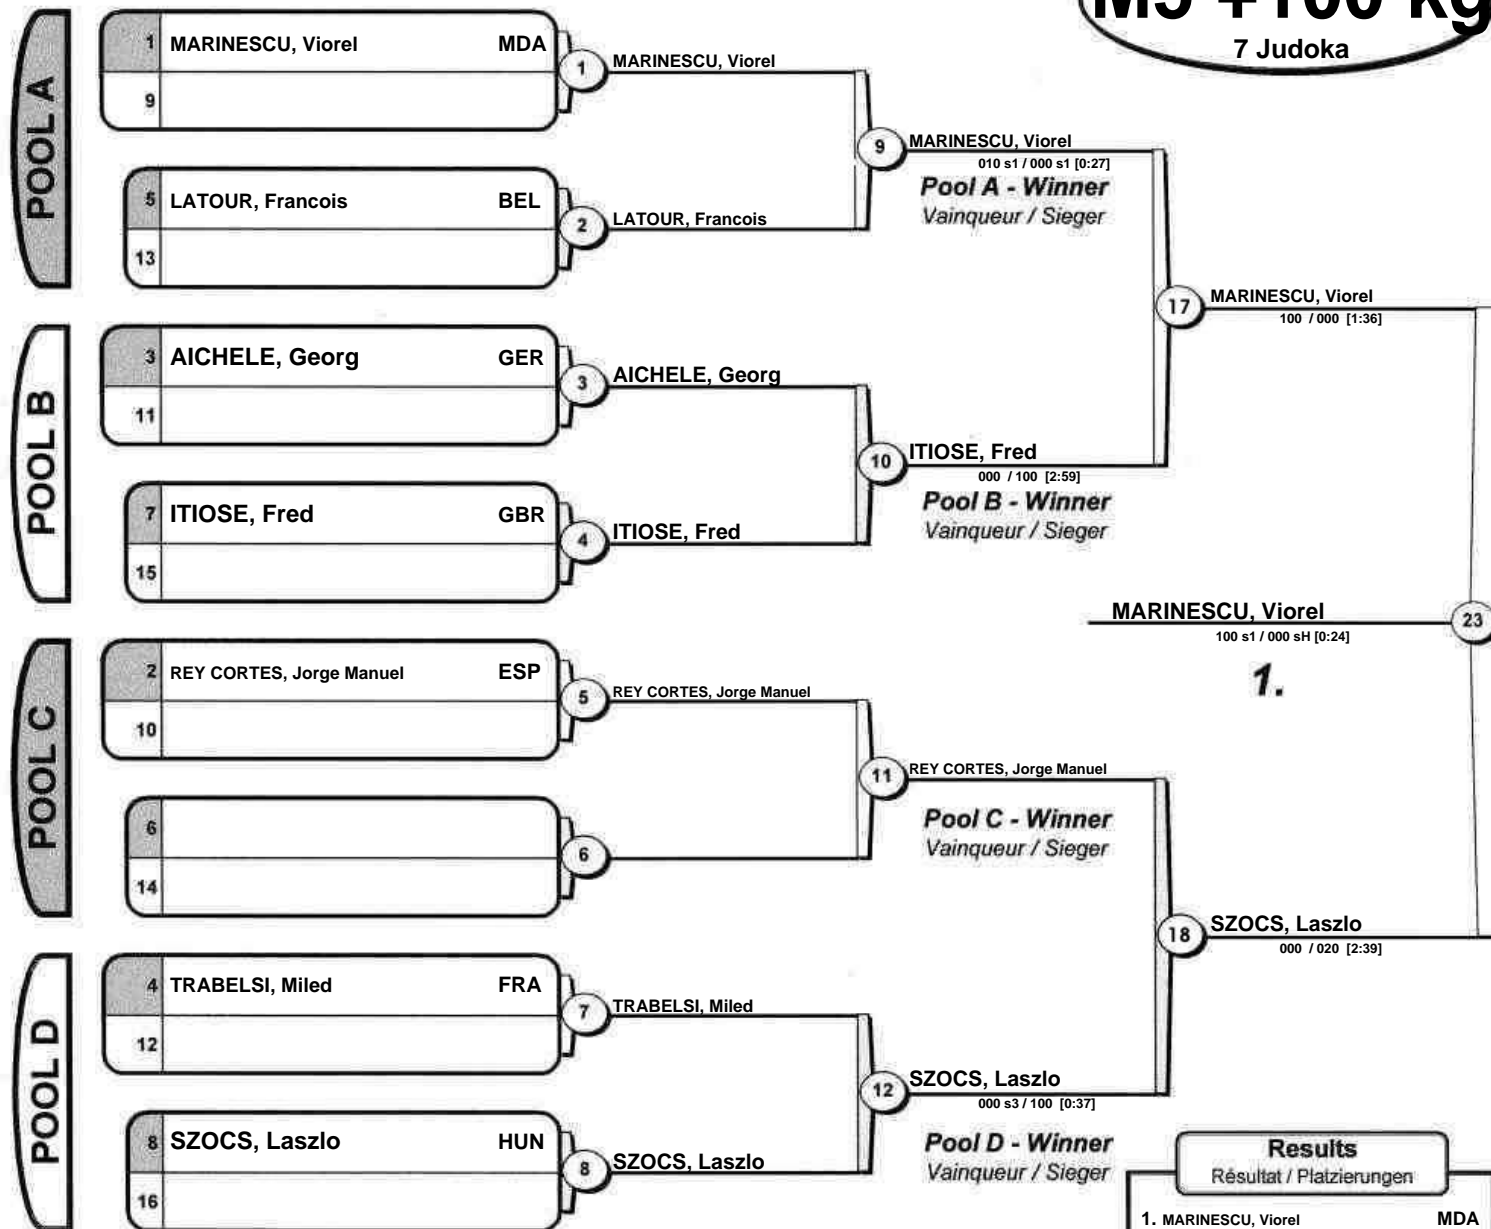 M5 +100 kg
7 Judoka
POOL A
1 MARINESCU, Viorel MDA
9
1 MARINESCU, Viorel
5 LATOUR, Francois BEL
13
2 LATOUR, Francois
9 MARINESCU, Viorel
010 s1 / 000 s1 [0:27]
Pool A - Winner
Vainqueur / Sieger
POOL B
3 AICHELE, Georg GER
11
3 AICHELE, Georg
7 ITIOSE, Fred GBR
15
4 ITIOSE, Fred
10 ITIOSE, Fred
000 / 100 [2:59]
Pool B - Winner
Vainqueur / Sieger
17 MARINESCU, Viorel
100 / 000 [1:36]
MARINESCU, Viorel 23
100 s1 / 000 sH [0:24]
1.
POOL C
2 REY CORTES, Jorge Manuel ESP
10
5 REY CORTES, Jorge Manuel
6
14
6
11 REY CORTES, Jorge Manuel
Pool C - Winner
Vainqueur / Sieger
18 SZOCS, Laszlo
000 / 020 [2:39]
POOL D
4 TRABELSI, Miled FRA
12
7 TRABELSI, Miled
8 SZOCS, Laszlo HUN
16
8 SZOCS, Laszlo
12 SZOCS, Laszlo
000 s3 / 100 [0:37]
Pool D - Winner
Vainqueur / Sieger
Results
Résultat / Platzierungen
1. MARINESCU, Viorel MDA